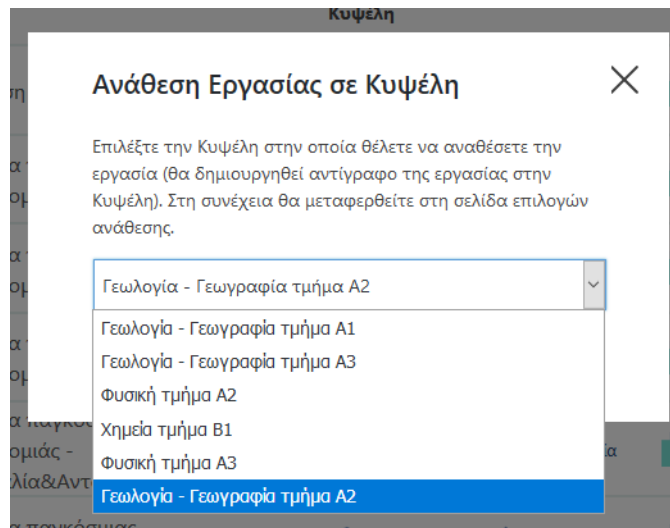 Κυψέλη
Ανάθεση Εργασίας σε Κυψέλη
Επιλέξτε την Κυψέλη στην οποία θέλετε να αναθέσετε την
εργασία (θα δημιουργηθεί αντίγραφο της εργασίας στην
Κυψέλη). Στη συνέχεια θα μεταφερθείτε στη σελίδα επιλογών
ανάθεσης.
Γεωλογία - Γεωγραφία τμήμα Α2
Γεωλογία - Γεωγραφία τμήμα Α1
Γεωλογία - Γεωγραφία τμήμα Α3
Φυσική τμήμα Α2
Χημεία τμήμα Β1
Φυσική τμήμα Α3
Γεωλογία - Γεωγραφία τμήμα Α2